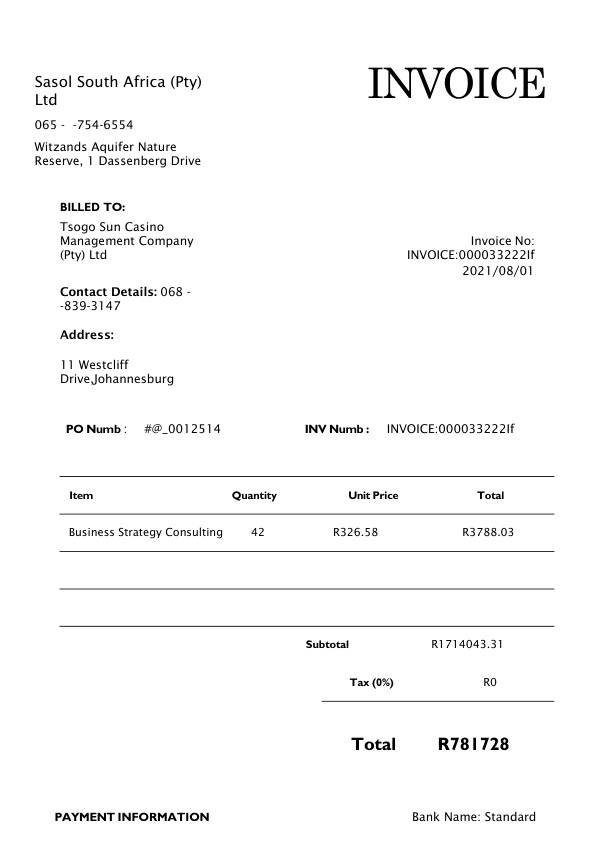 INVOICE
Sasol South Africa (Pty)
Ltd
065 -  -754-6554
Witzands Aquifer Nature
Reserve, 1 Dassenberg Drive
BILLED TO:
Tsogo Sun Casino
Management Company
(Pty) Ltd
Invoice No:
INVOICE:000033222If
2021/08/01
Contact Details: 068 -
-839-3147
Address:
11 Westcliff
Drive,Johannesburg
PO Numb : #@_0012514 INV Numb : INVOICE:000033222If
Item Quantity Unit Price Total
Business Strategy Consulting 42 R326.58 R3788.03
Subtotal R1714043.31
Tax (0%) R0
Total R781728
PAYMENT INFORMATION Bank Name: Standard